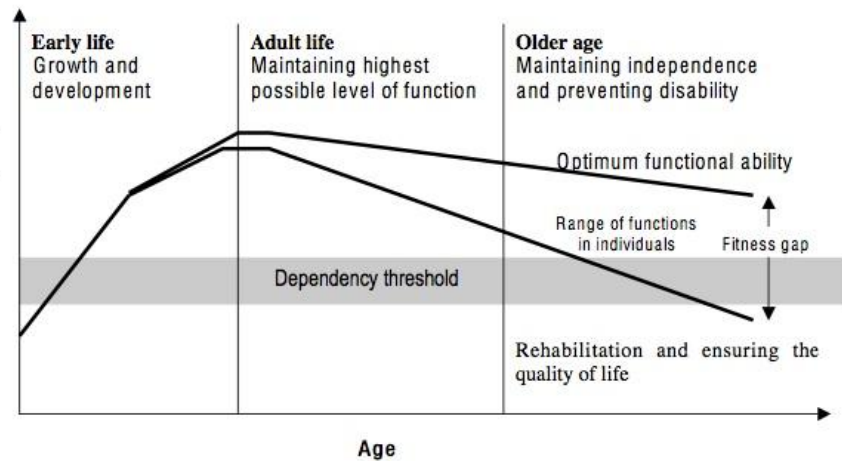 Early life
Growth and
development
Adult life
Maintaining highest
possible level of function
Older age
Maintaining independence
and preventing disability
Optimum functional ability
Range of functions
in individuals
Fitness gap
Dependency threshold
Rehabilitation and ensuring the
quality of life
Age